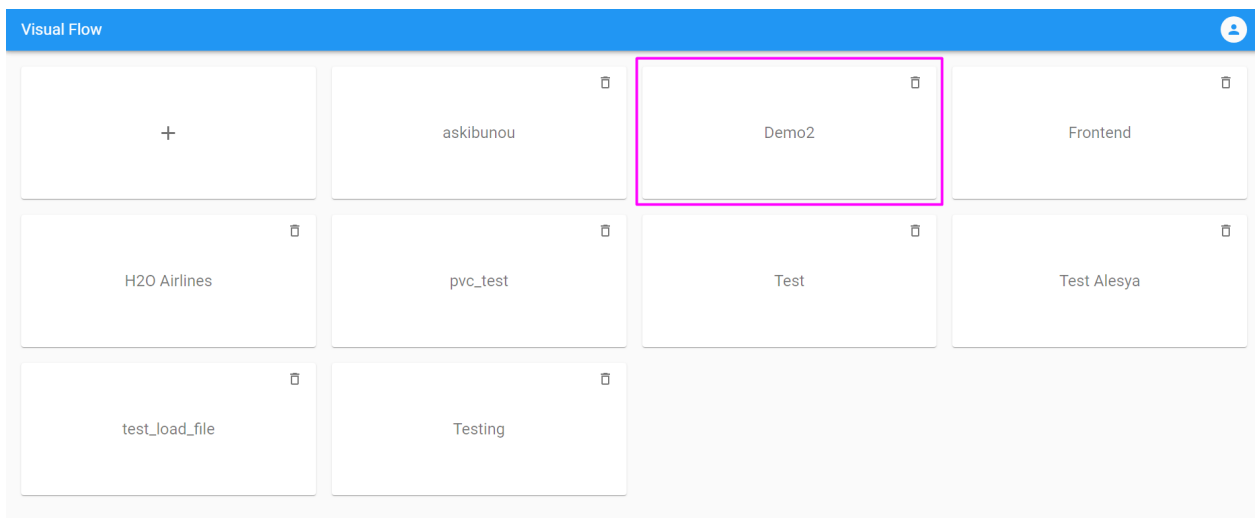 Visual Flow
+
askibunou
Demo2
Frontend
H2O Airlines
pvc_test
Test
Test Alesya
test_load_file
Testing